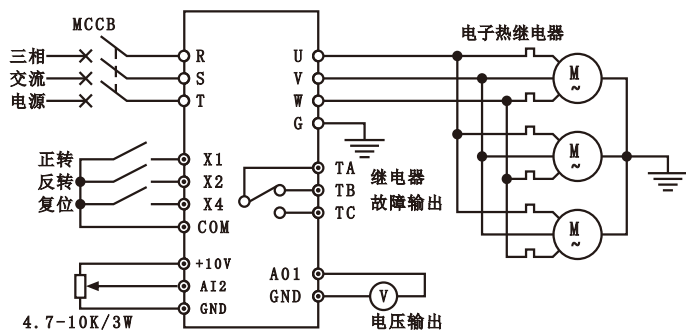 MCCB
三相
交流
电源
R
S
T
U
V
W
G
电子热继电器
M
~
M
~
M
~
正转
反转
复位
X1
X2
X4
COM
TA
TB
TC
继电器
故障输出
+10V
AI2
GND
4.7-10K/3W
AO1
GND
V
电压输出